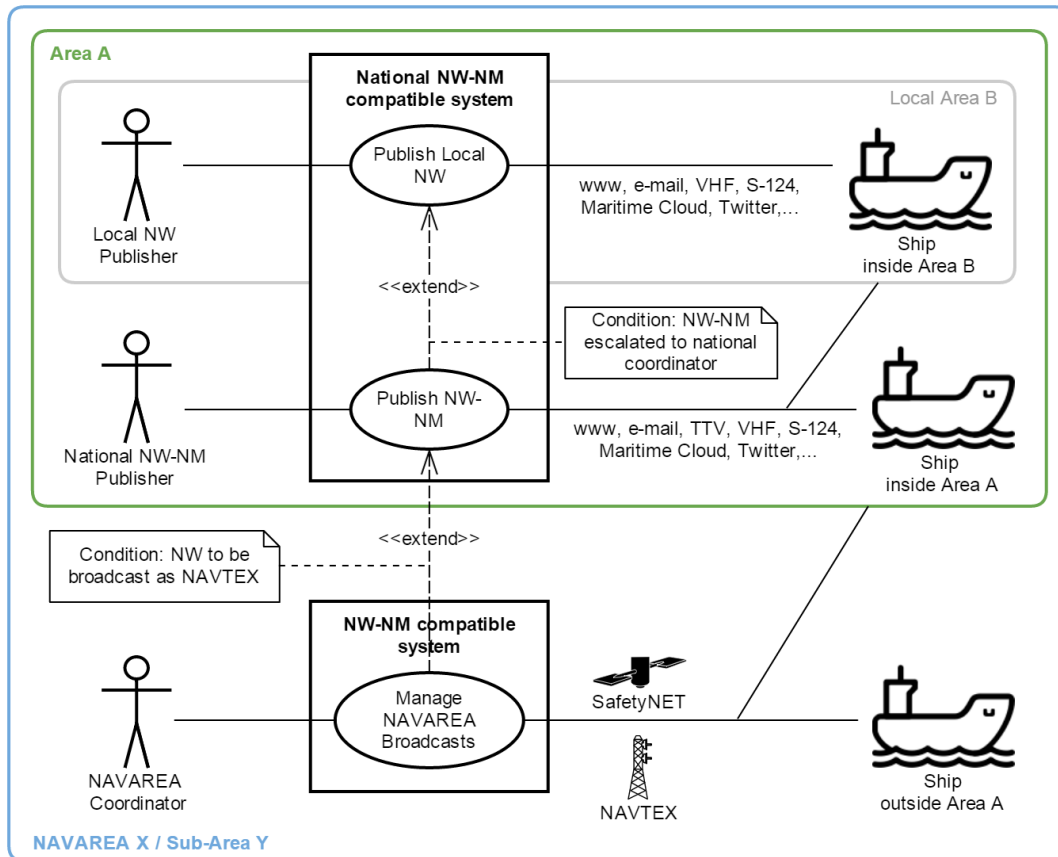 Area A
National NW-NM
compatible system
Local Area B
Publish Local
NW
www, e-mail, VHF, S-124,
Maritime Cloud, Twitter,...
Local NW
Publisher
Ship
inside Area B
<<extend>>
Condition: NW-NM
escalated to national
coordinator
Publish NW-
NM
www, e-mail, TTV, VHF, S-124,
Maritime Cloud, Twitter,...
National NW-NM
Publisher
Ship
inside Area A
<<extend>>
Condition: NW to be
broadcast as NAVTEX
NW-NM compatible
system
Manage
NAVAREA
Broadcasts
SafetyNET
NAVTEX
NAVAREA
Coordinator
Ship
outside Area A
NAVAREA X / Sub-Area Y